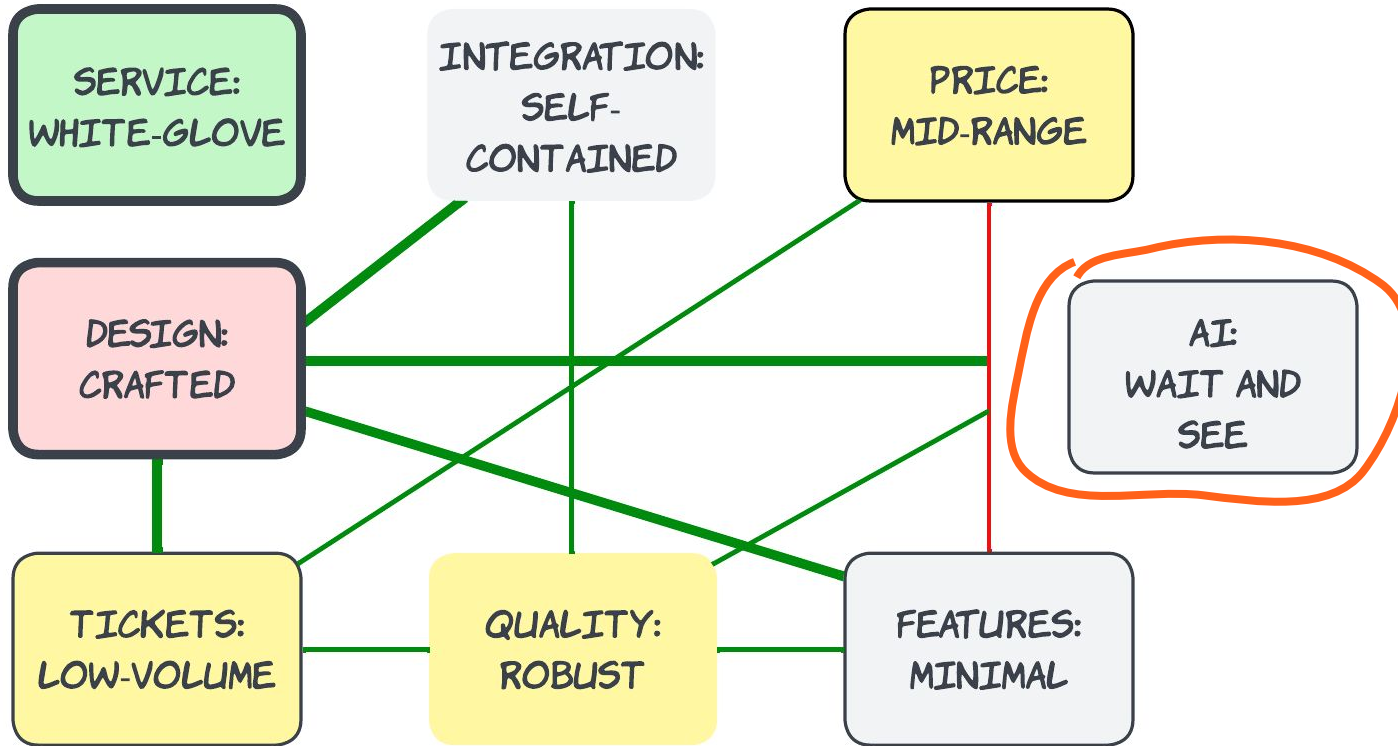 SERVICE:
WHITE-GLOVE
INTEGRATION:
SELF-
CONTAINED
PRICE:
MID-RANGE
DESIGN:
CRAFTED
AI:
WAIT AND
SEE
TICKETS:
LOW-VOLUME
QUALITY:
ROBUST
FEATURES:
MINIMAL